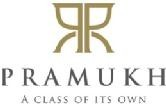 PRAMUKH
A CLASS OF ITS OWN